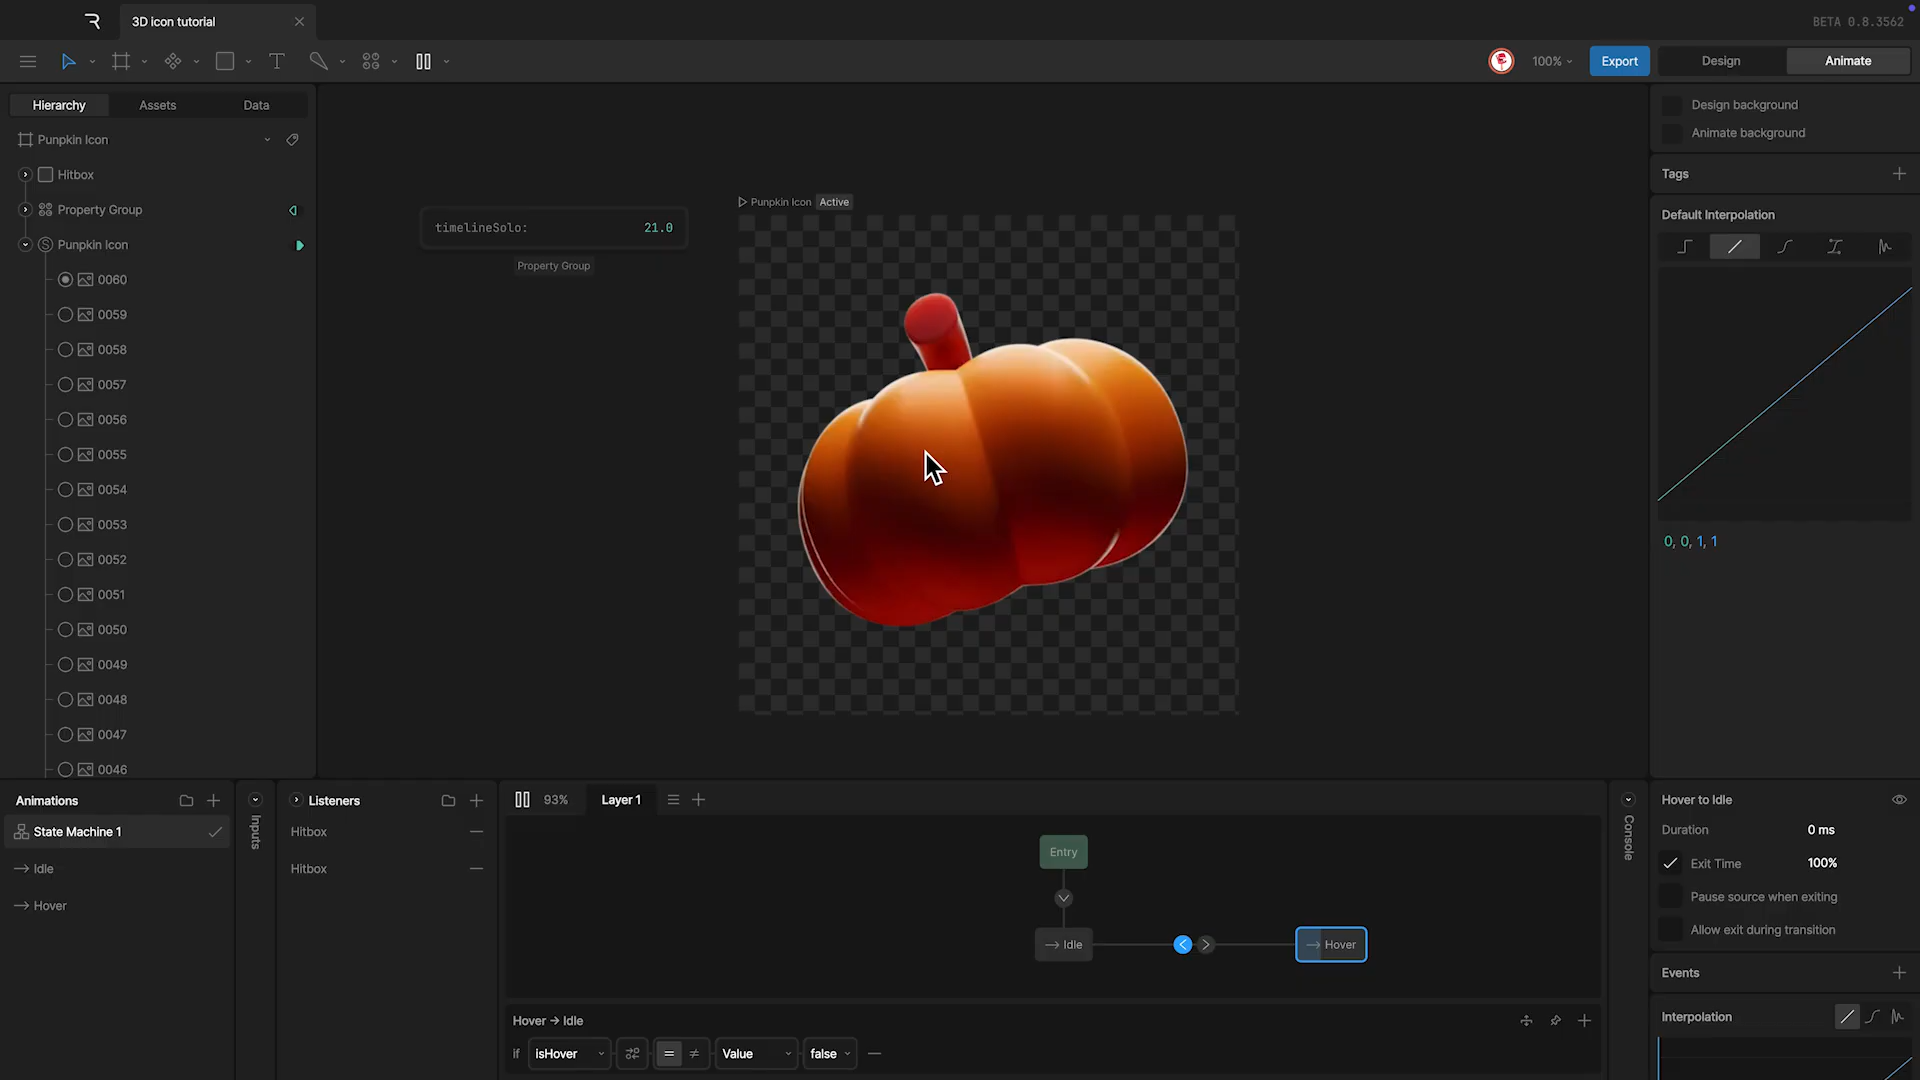 3D icon tutorial
BETA 0.8.3562
100%
Export
Design
Animate
Hierarchy
Assets
Data
Punpkin Icon
Hitbox
Property Group
Punpkin Icon
0060
0059
0058
0057
0056
0055
0054
0053
0052
0051
0050
0049
0048
0047
0046
timelineSolo: 21.0
Property Group
Punpkin Icon Active
Design background
Animate background
Tags
Default Interpolation
0, 0, 1, 1
Animations
State Machine 1
Idle
Hover
Inputs
Listeners
Hitbox
Hitbox
93%
Layer 1
Entry
Idle
Hover
Hover → Idle
if isHover = ≠ Value false
Console
Hover to Idle
Duration 0 ms
Exit Time 100%
Pause source when exiting
Allow exit during transition
Events
Interpolation